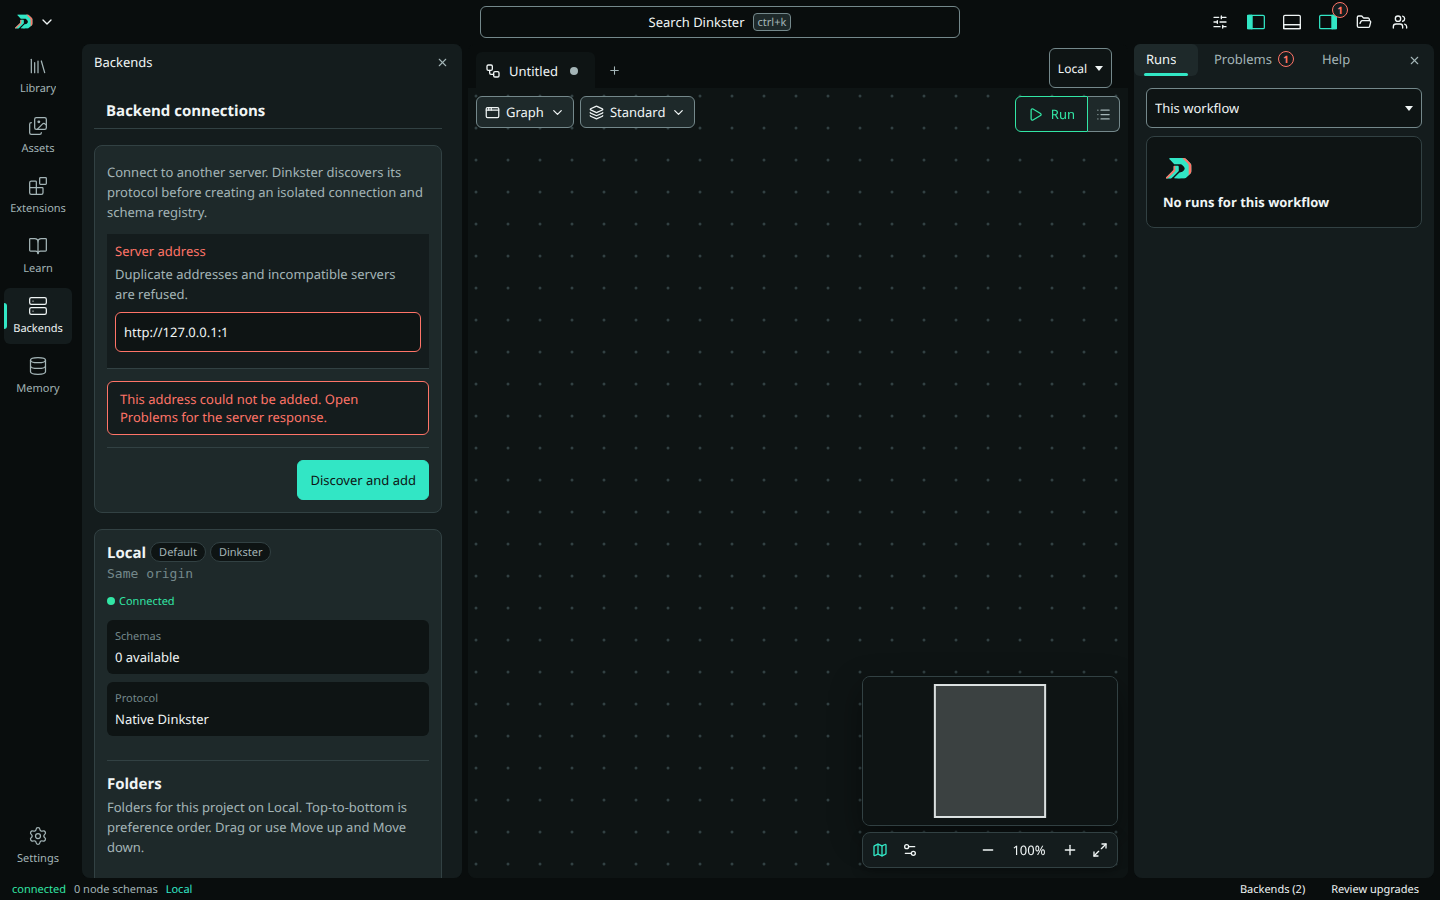 Search Dinkster ctrl+k
1
Library
Assets
Extensions
Learn
Backends
Memory
Settings
Backends
Backend connections
Connect to another server. Dinkster discovers its
protocol before creating an isolated connection and
schema registry.
Server address
Duplicate addresses and incompatible servers
are refused.
http://127.0.0.1:1
This address could not be added. Open
Problems for the server response.
Discover and add
Local Default Dinkster
Same origin
Connected
Schemas
0 available
Protocol
Native Dinkster
Folders
Folders for this project on Local. Top-to-bottom is
preference order. Drag or use Move up and Move
down.
Untitled
Local
Graph
Standard
Run
100%
Runs
Problems 1
Help
This workflow
No runs for this workflow
connected 0 node schemas Local
Backends (2)
Review upgrades